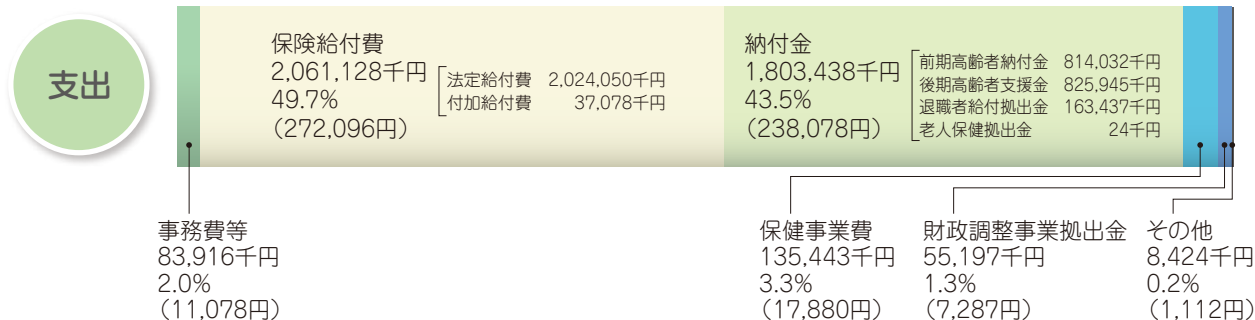 支出
保険給付費
2,061,128千円
49.7%
（272,096円）
法定給付費 2,024,050千円
付加給付費 37,078千円
納付金
1,803,438千円
43.5%
（238,078円）
前期高齢者納付金 814,032千円
後期高齢者支援金 825,945千円
退職者給付拠出金 163,437千円
老人保健拠出金 24千円
事務費等
83,916千円
2.0%
（11,078円）
保健事業費
135,443千円
3.3%
（17,880円）
財政調整事業拠出金
55,197千円
1.3%
（7,287円）
その他
8,424千円
0.2%
（1,112円）